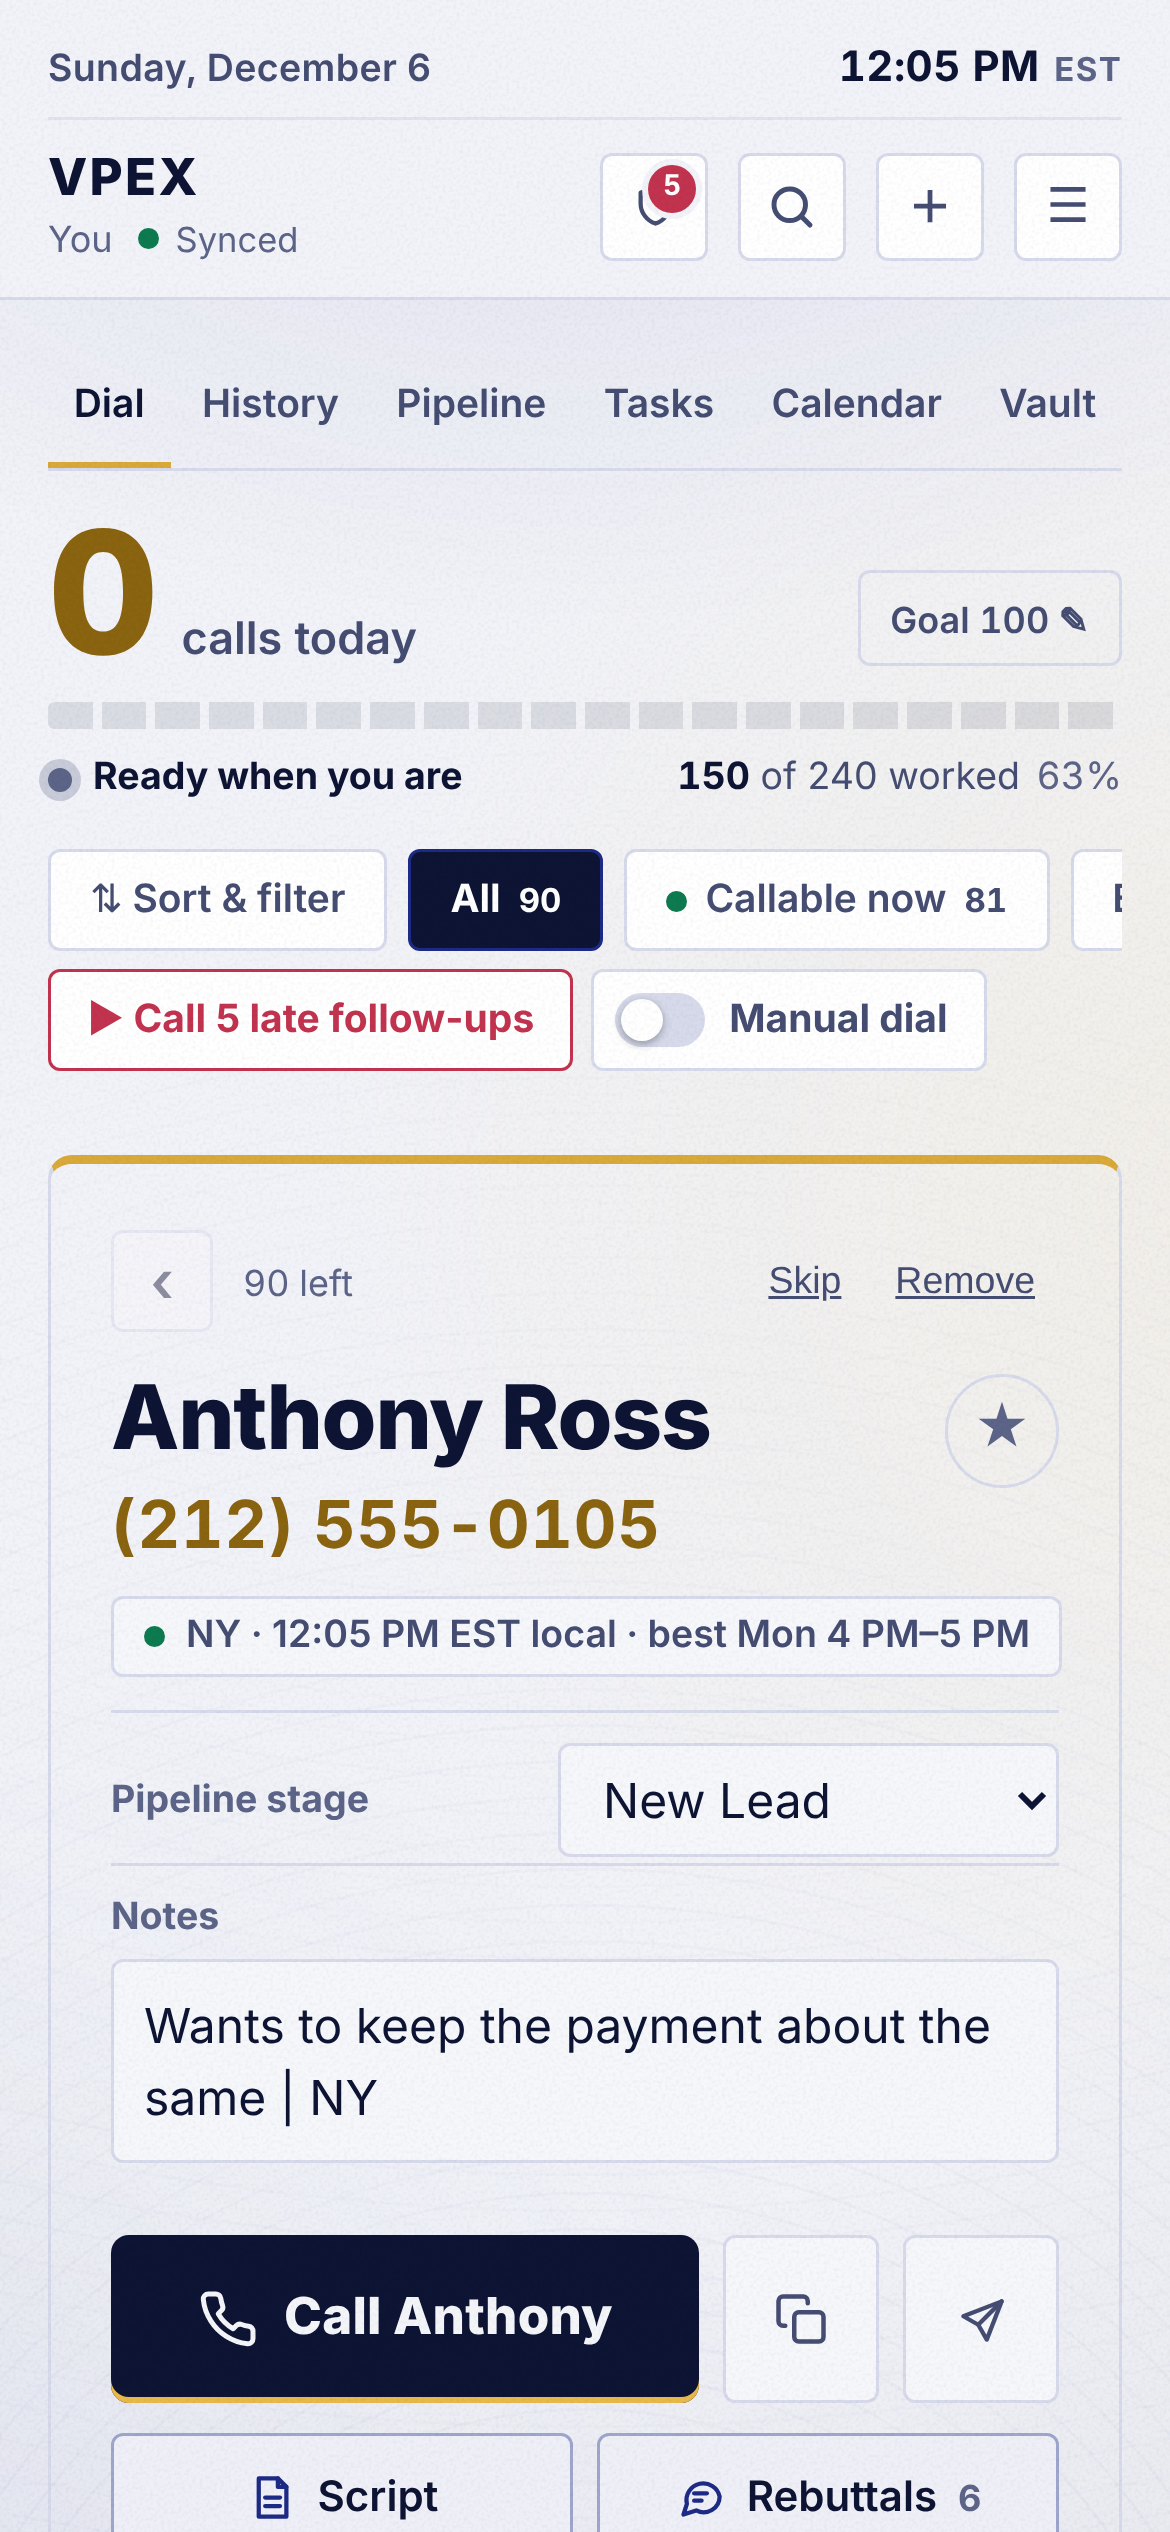 Sunday, December 6
12:05 PM EST
VPEX
5
You Synced
Dial History Pipeline Tasks Calendar Vault
0 calls today
Goal 100 ✎
Ready when you are
150 of 240 worked 63%
⇅ Sort & filter
All 90
Callable now 81
▶ Call 5 late follow-ups
Manual dial
‹
90 left
Skip
Remove
Anthony Ross
★
(212) 555-0105
NY · 12:05 PM EST local · best Mon 4 PM–5 PM
Pipeline stage
New Lead
Notes
Wants to keep the payment about the
same | NY
Call Anthony
Script
Rebuttals 6